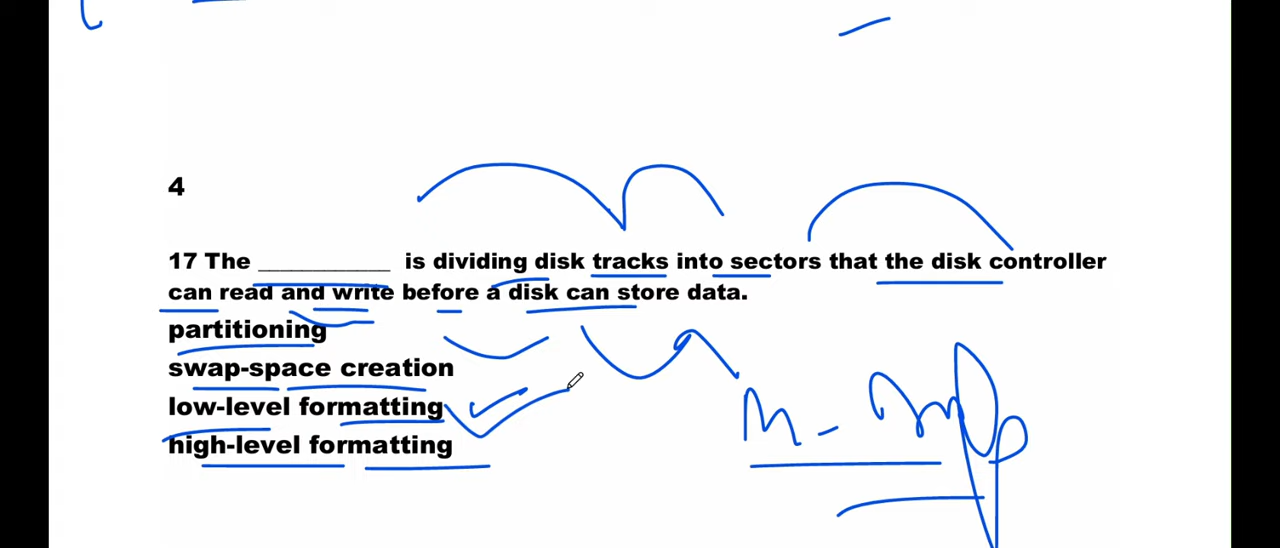 4
17 The ___________ is dividing disk tracks into sectors that the disk controller
can read and write before a disk can store data.
partitioning
swap-space creation
low-level formatting
high-level formatting